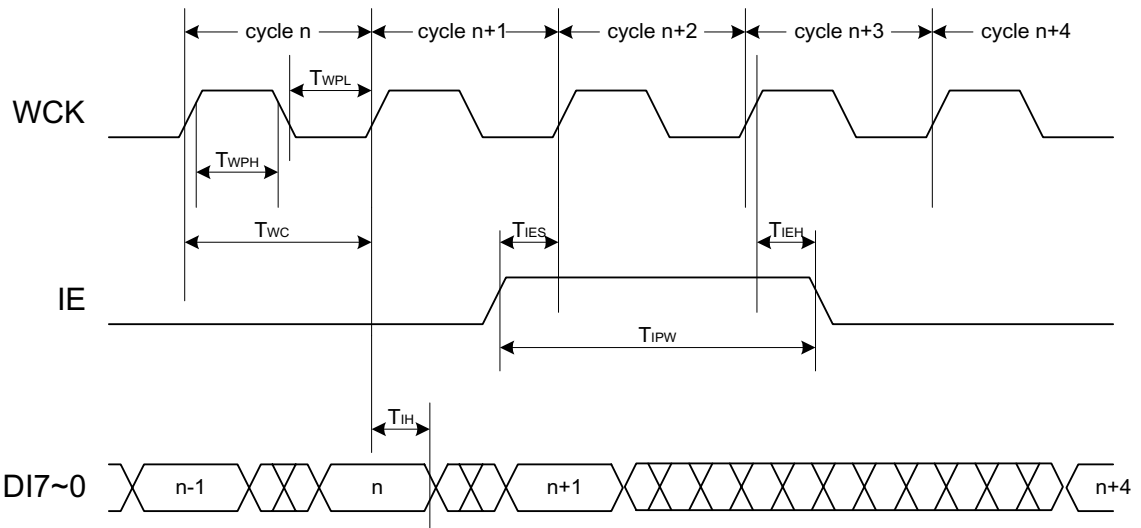 cycle n cycle n+1 cycle n+2 cycle n+3 cycle n+4
TWPL
WCK
TWPH
TWC TIES TIEH
IE
TIPW
TIH
DI7~0 n-1 n n+1 n+4